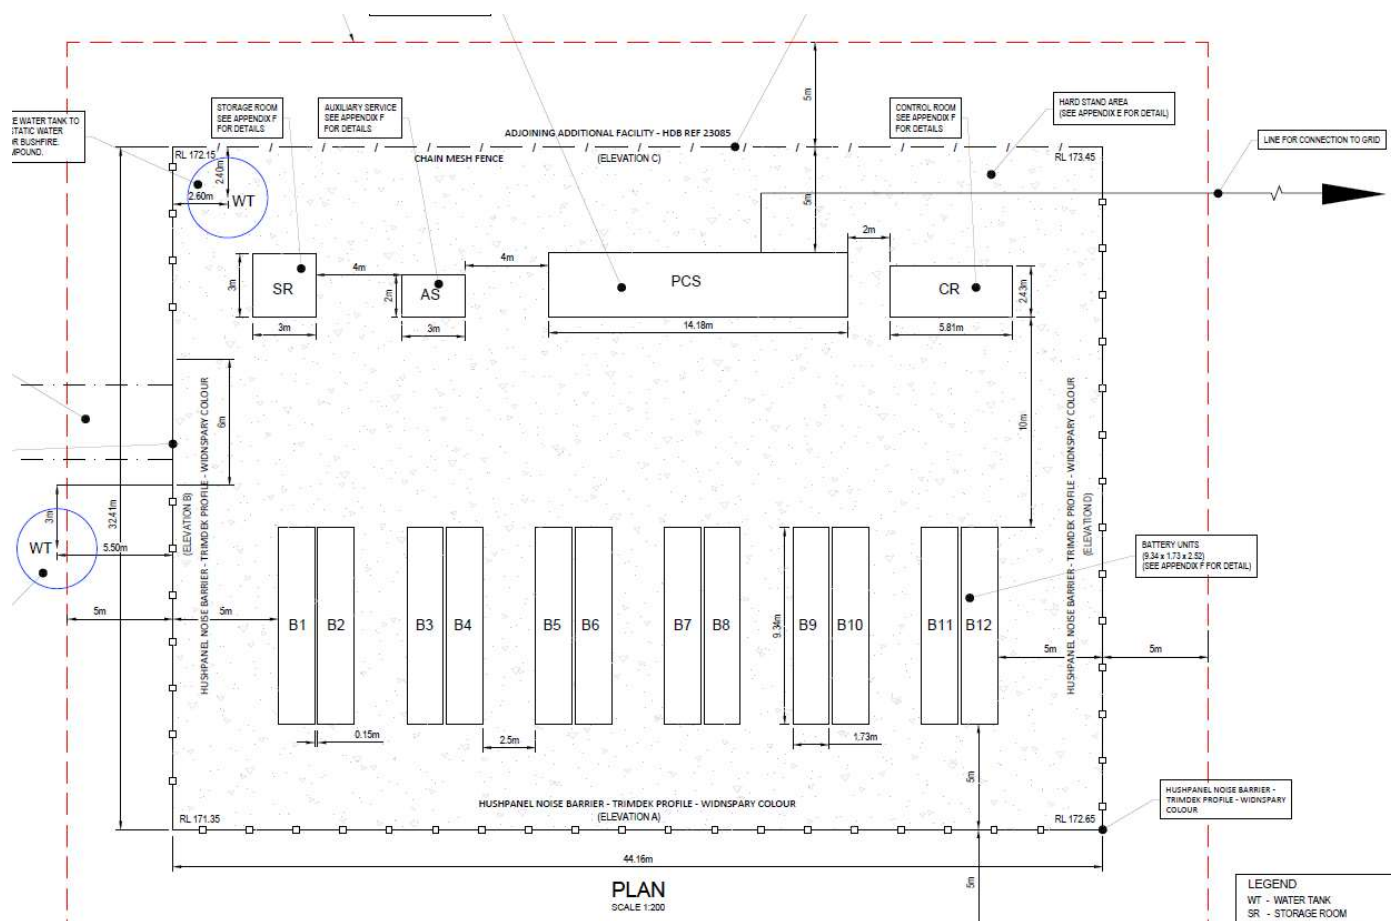 5m
STORAGE ROOM
SEE APPENDIX F
FOR DETAILS
AUXILIARY SERVICE
SEE APPENDIX F
FOR DETAILS
CONTROL ROOM
SEE APPENDIX F
FOR DETAILS
HARD STAND AREA
(SEE APPENDIX E FOR DETAIL)
E WATER TANK TO
STATIC WATER
OR BUSHFIRE.
MPOUND.
ADJOINING ADDITIONAL FACILITY - HDB REF 23085
LINE FOR CONNECTION TO GRID
RL 172.15
CHAIN MESH FENCE
(ELEVATION C)
RL 173.45
2.40m
2.60m
WT
5m
2m
4m
4m
3m
SR
2m
AS
PCS
CR
2.43m
3m
3m
14.18m
5.81m
6m
10m
HUSHPANEL NOISE BARRIER - TRIMDEK PROFILE - WIDNSPARY COLOUR
(ELEVATION B)
HUSHPANEL NOISE BARRIER - TRIMDEK PROFILE - WIDNSPARY COLOUR
(ELEVATION D)
32.41m
3m
WT
5.50m
BATTERY UNITS
(9.34 x 1.73 x 2.52)
(SEE APPENDIX F FOR DETAIL)
5m
5m
B1
B2
B3
B4
B5
B6
B7
B8
9.34m
B9
B10
B11
B12
5m
5m
0.15m
2.5m
1.73m
5m
HUSHPANEL NOISE BARRIER - TRIMDEK PROFILE - WIDNSPARY COLOUR
(ELEVATION A)
HUSHPANEL NOISE BARRIER -
TRIMDEK PROFILE - WIDNSPARY
COLOUR
RL 171.35
RL 172.65
44.16m
5m
PLAN
SCALE 1:200
LEGEND
WT - WATER TANK
SR - STORAGE ROOM